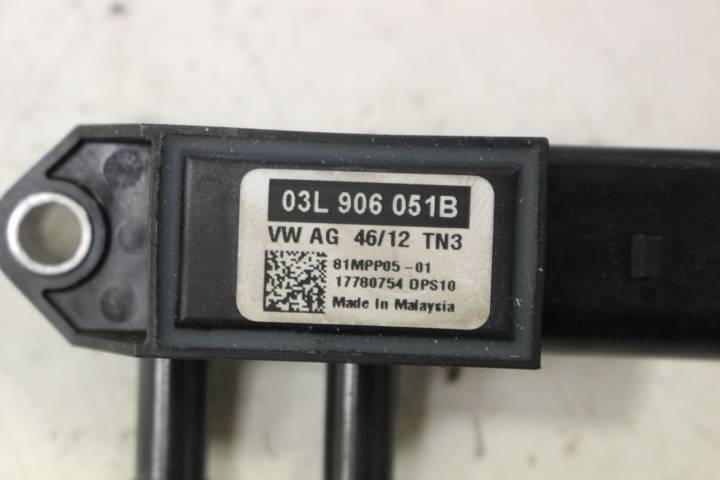 03L 906 051B
VW AG 46/12 TN3
81MPP05-01
17780754 DPS10
Made In Malaysia